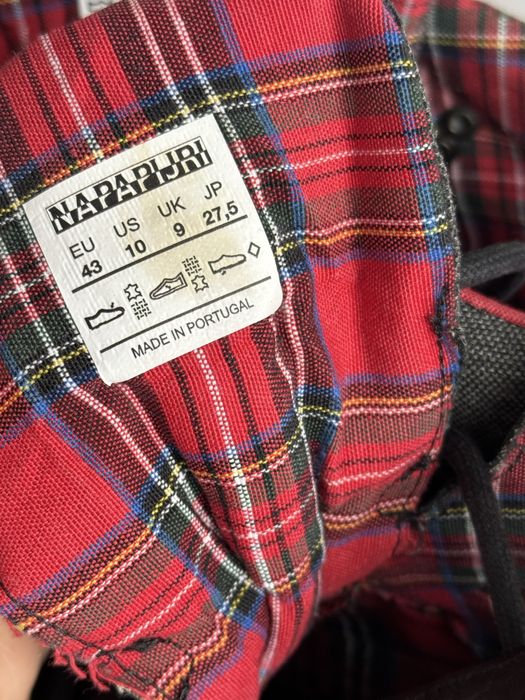 NAPAPIJRI
EU US UK JP
43 10 9 27,5
MADE IN PORTUGAL